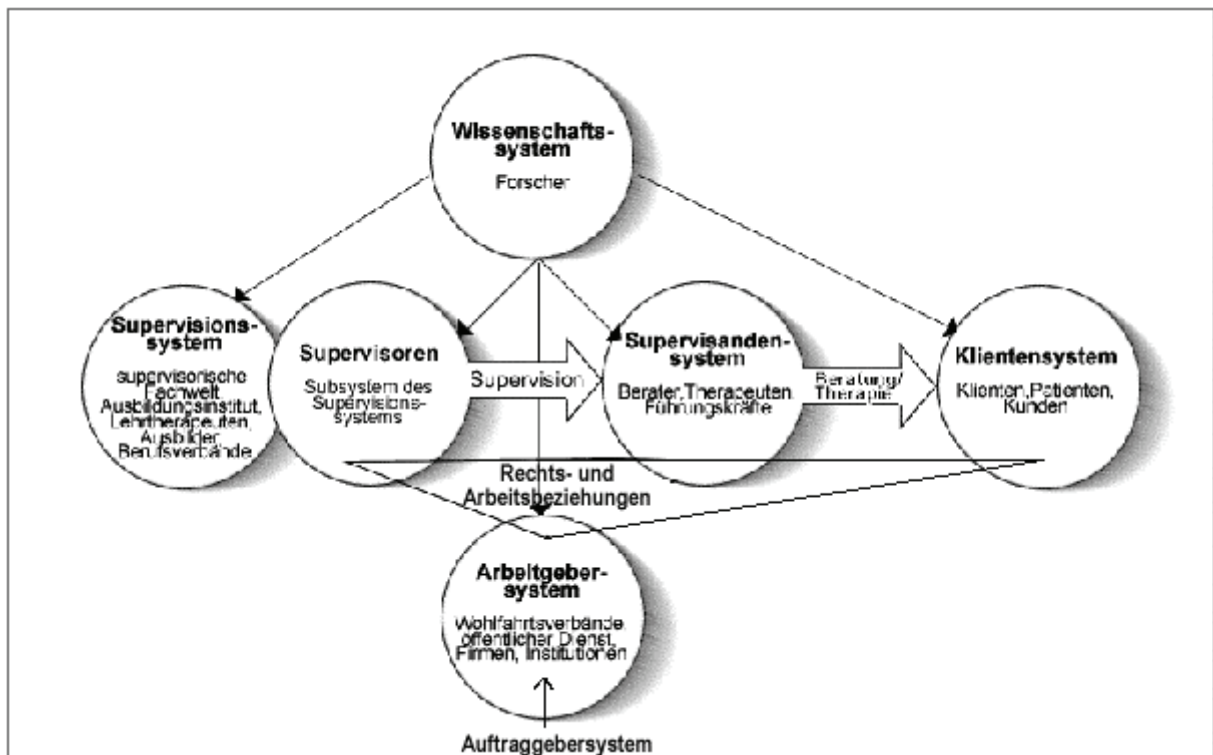 Wissenschafts-
system
Forscher
Supervisions-
system
supervisorische
Fachwelt
Ausbildungsinstitut,
Lehrtherapeuten,
Ausbilder,
Berufsverbände
Supervisoren
Subsystem des
Supervisions-
systems
Supervision
Supervisanden-
system
Berater,Therapeuten,
Führungskräfte
Beratung/
Therapie
Klientensystem
Klienten,Patienten,
Kunden
Rechts- und
Arbeitsbeziehungen
Arbeitgeber-
system
Wohlfahrtsverbände,
öffentlicher Dienst,
Firmen, Institutionen
Auftraggebersystem